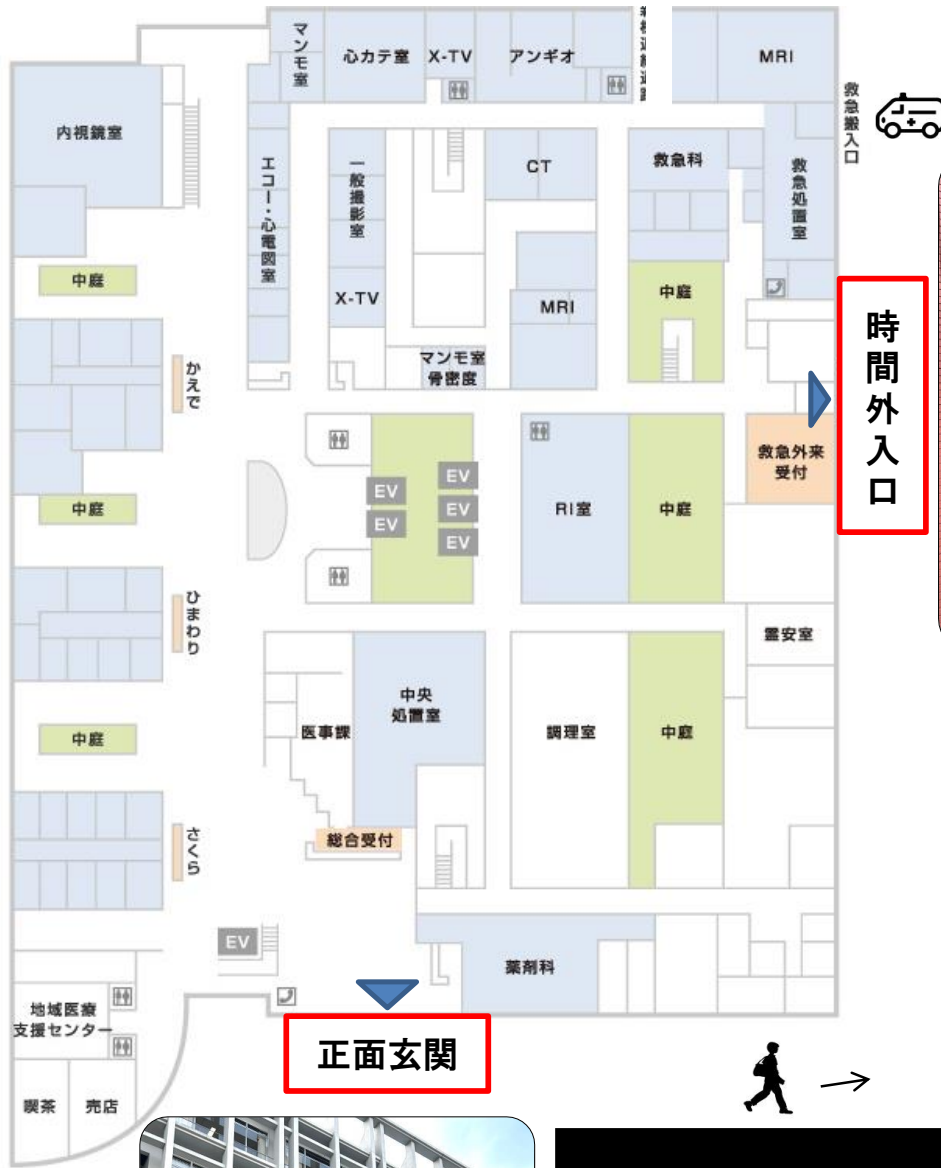 マンモ室
心カテ室
X-TV
アンギオ
MRI
救急搬入口
内視鏡室
エコー・心電図室
一般撮影室
CT
救急科
救急処置室
中庭
X-TV
MRI
中庭
時間外入口
マンモ室
骨密度
かえで
救急外来
受付
EV
EV
EV
EV
EV
RI室
中庭
中庭
ひまわり
霊安室
中央
処置室
医事課
調理室
中庭
中庭
さくら
総合受付
EV
薬剤科
地域医療
支援センター
正面玄関
喫茶
売店